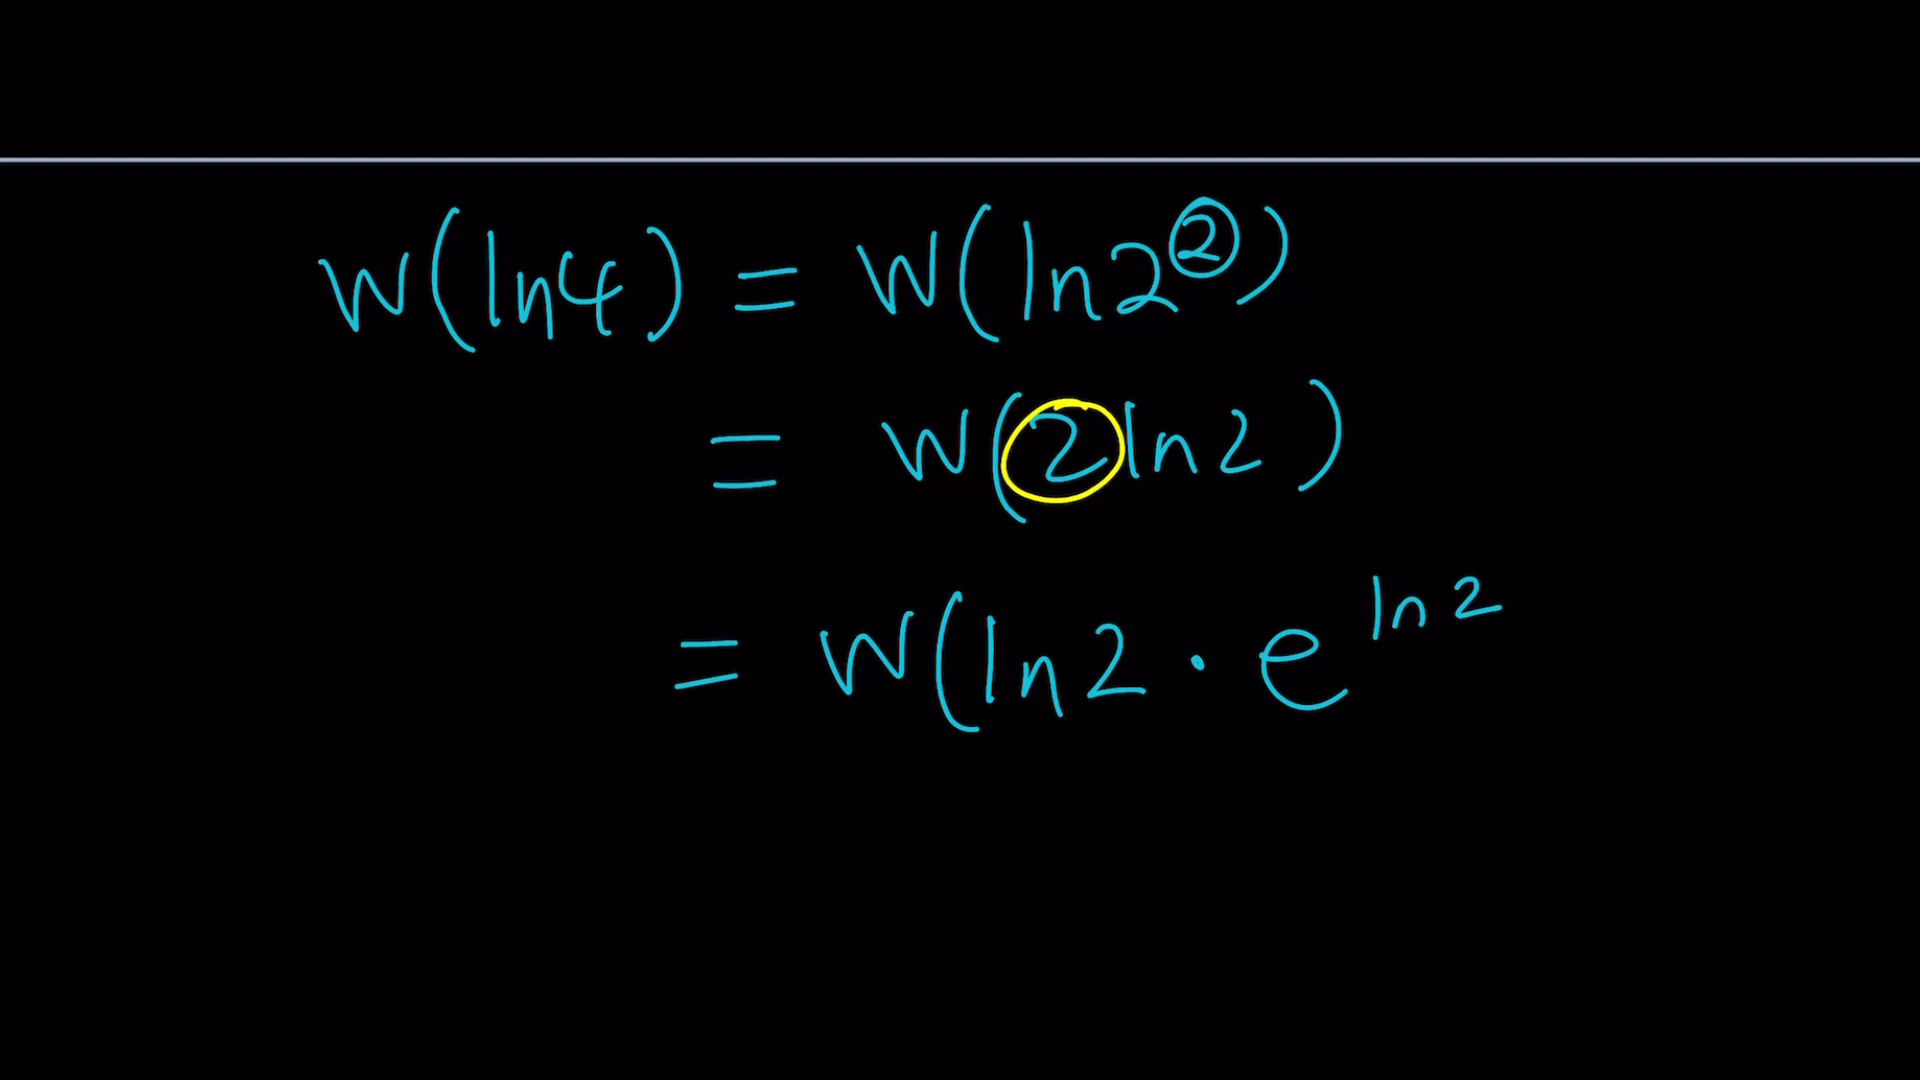 W(ln4) = W(ln2²)
= W(2ln2)
= W(ln2 · e^ln2